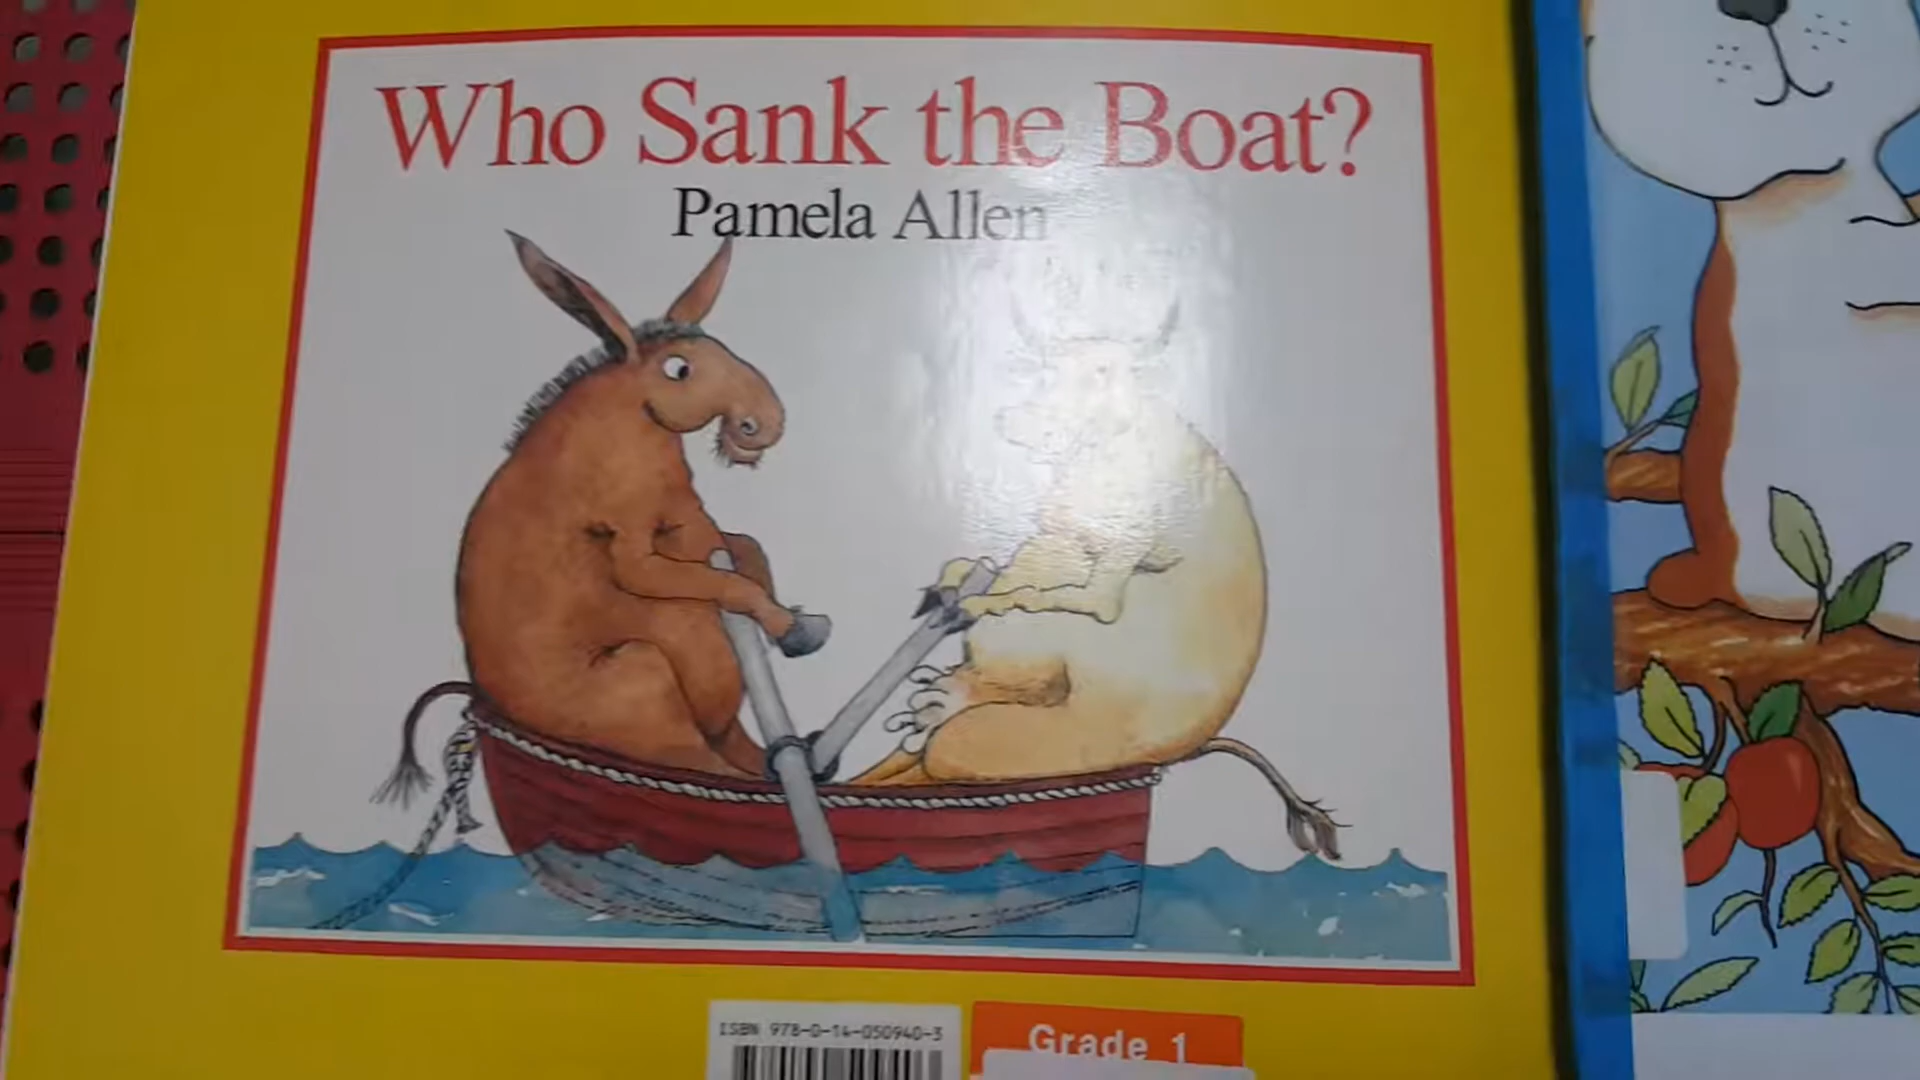 Who Sank the Boat?
Pamela Allen
ISBN 978-0-14-050940-3
Grade 1